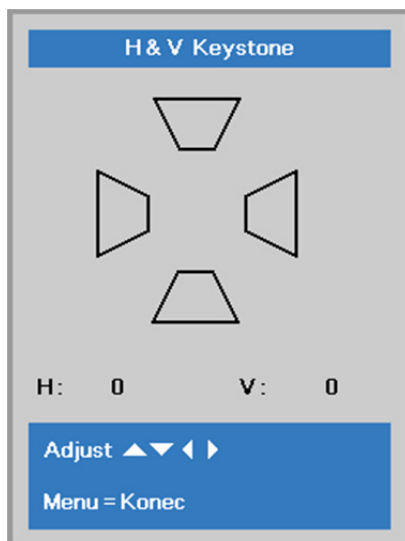 H & V Keystone
H: 0 V: 0
Adjust ▲▼◀▶
Menu = Konec